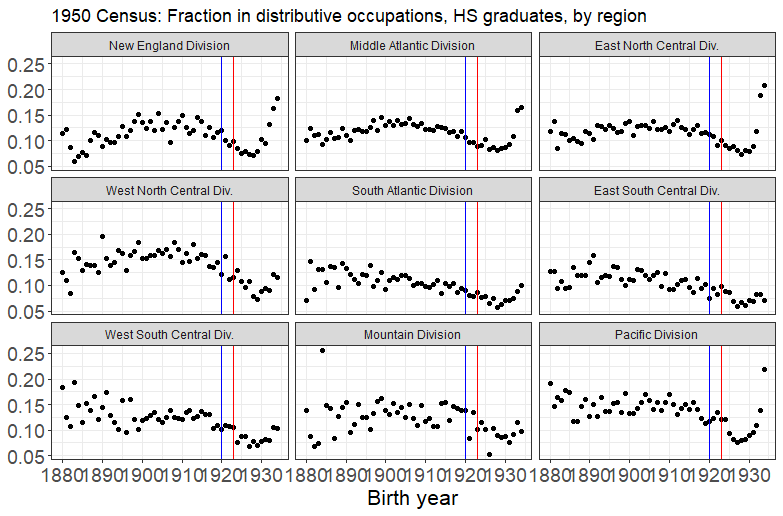 1950 Census: Fraction in distributive occupations, HS graduates, by region
New England Division Middle Atlantic Division East North Central Div.
0.25
0.20
0.15
0.10
0.05
West North Central Div. South Atlantic Division East South Central Div.
0.25
0.20
0.15
0.10
0.05
West South Central Div. Mountain Division Pacific Division
0.25
0.20
0.15
0.10
0.05
1880 1890 1900 1910 1920 1930 1880 1890 1900 1910 1920 1930 1880 1890 1900 1910 1920 1930
Birth year